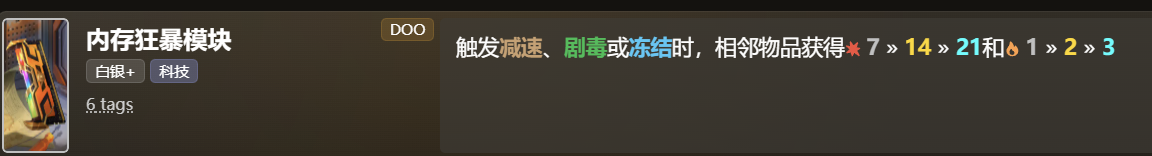 内存狂暴模块
DOO
白银+
科技
6 tags
触发减速、剧毒或冻结时，相邻物品获得 7 » 14 » 21和 1 » 2 » 3